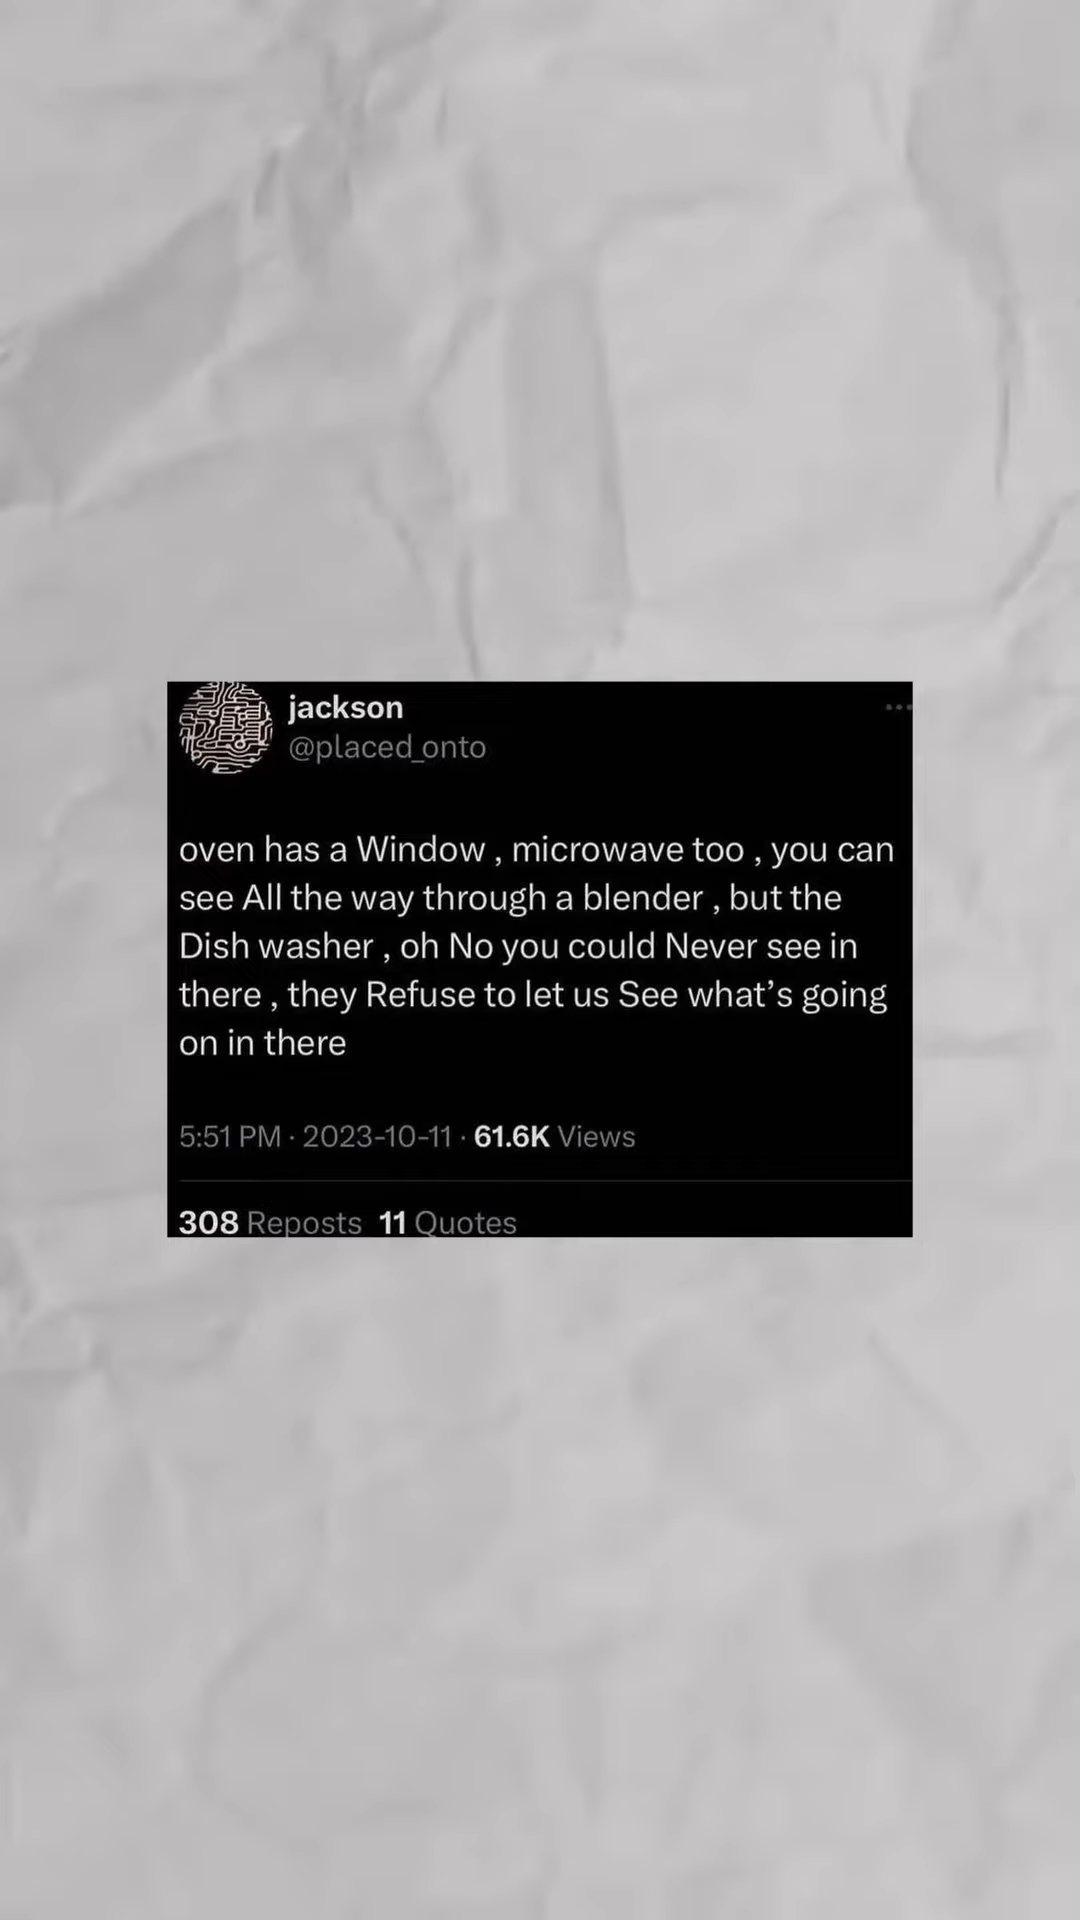 jackson
@placed_onto
oven has a Window , microwave too , you can
see All the way through a blender , but the
Dish washer , oh No you could Never see in
there , they Refuse to let us See what’s going
on in there
5:51 PM · 2023-10-11 · 61.6K Views
308 Reposts 11 Quotes